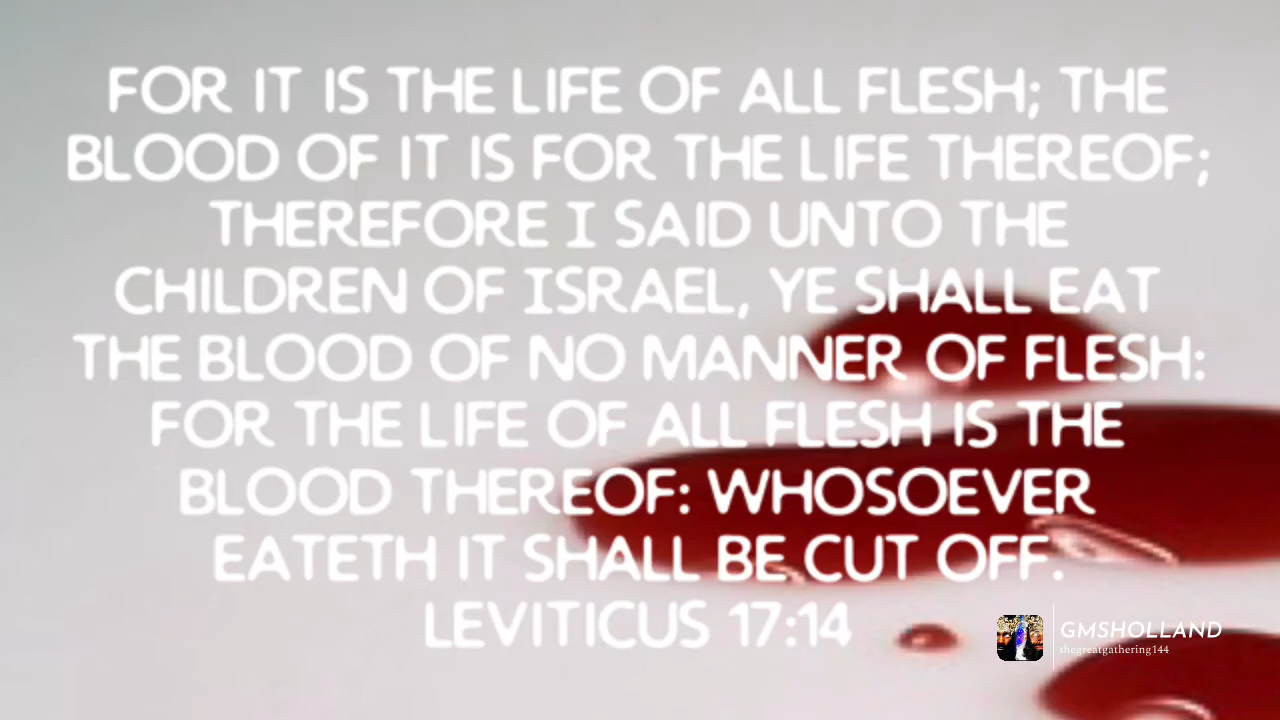 FOR IT IS THE LIFE OF ALL FLESH; THE
BLOOD OF IT IS FOR THE LIFE THEREOF;
THEREFORE I SAID UNTO THE
CHILDREN OF ISRAEL, YE SHALL EAT
THE BLOOD OF NO MANNER OF FLESH:
FOR THE LIFE OF ALL FLESH IS THE
BLOOD THEREOF: WHOSOEVER
EATETH IT SHALL BE CUT OFF.
LEVITICUS 17:14
GMSHOLLAND
thegreatgathering144